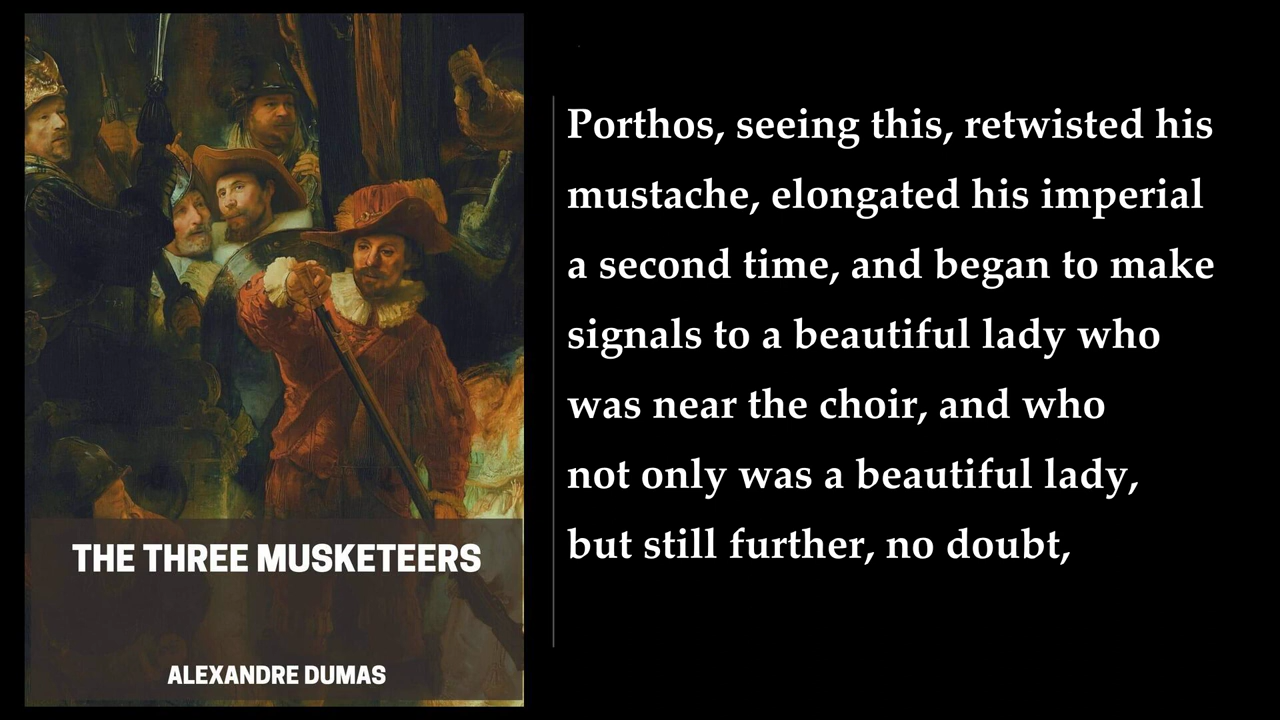 THE THREE MUSKETEERS
ALEXANDRE DUMAS
Porthos, seeing this, retwisted his
mustache, elongated his imperial
a second time, and began to make
signals to a beautiful lady who
was near the choir, and who
not only was a beautiful lady,
but still further, no doubt,